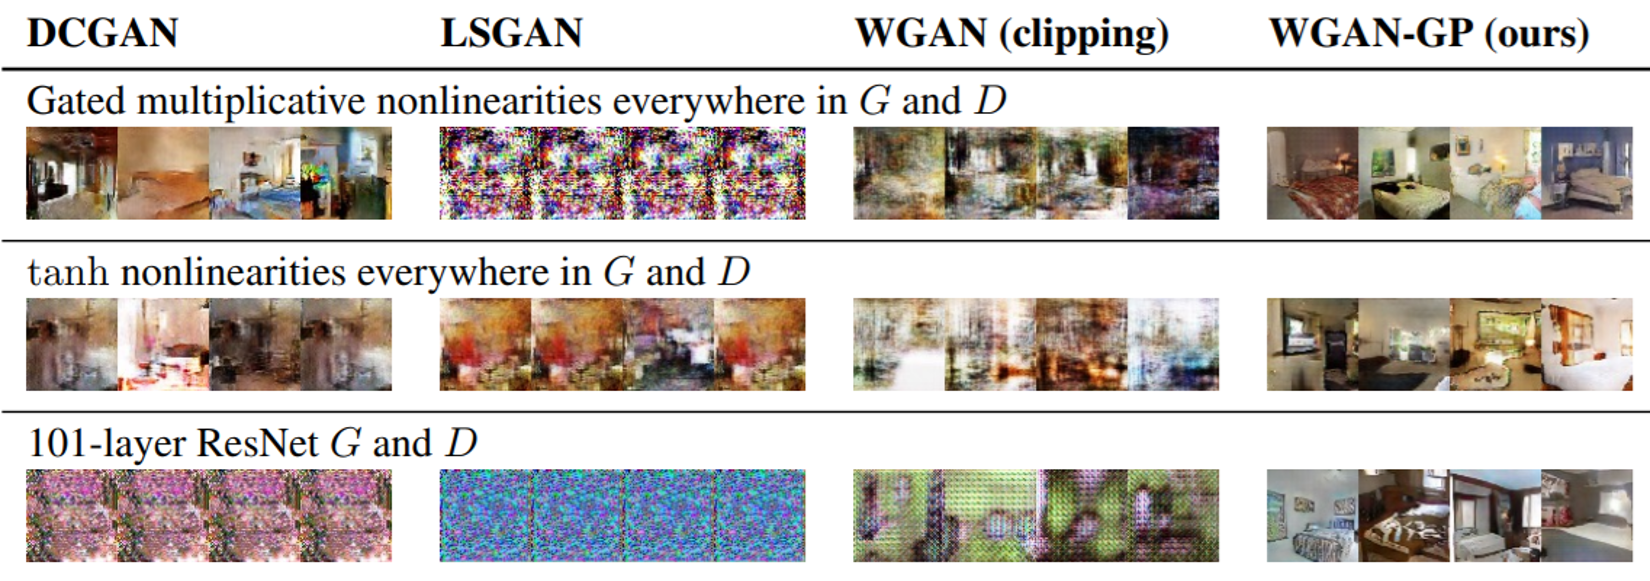 DCGAN LSGAN WGAN (clipping) WGAN-GP (ours)
Gated multiplicative nonlinearities everywhere in G and D
tanh nonlinearities everywhere in G and D
101-layer ResNet G and D